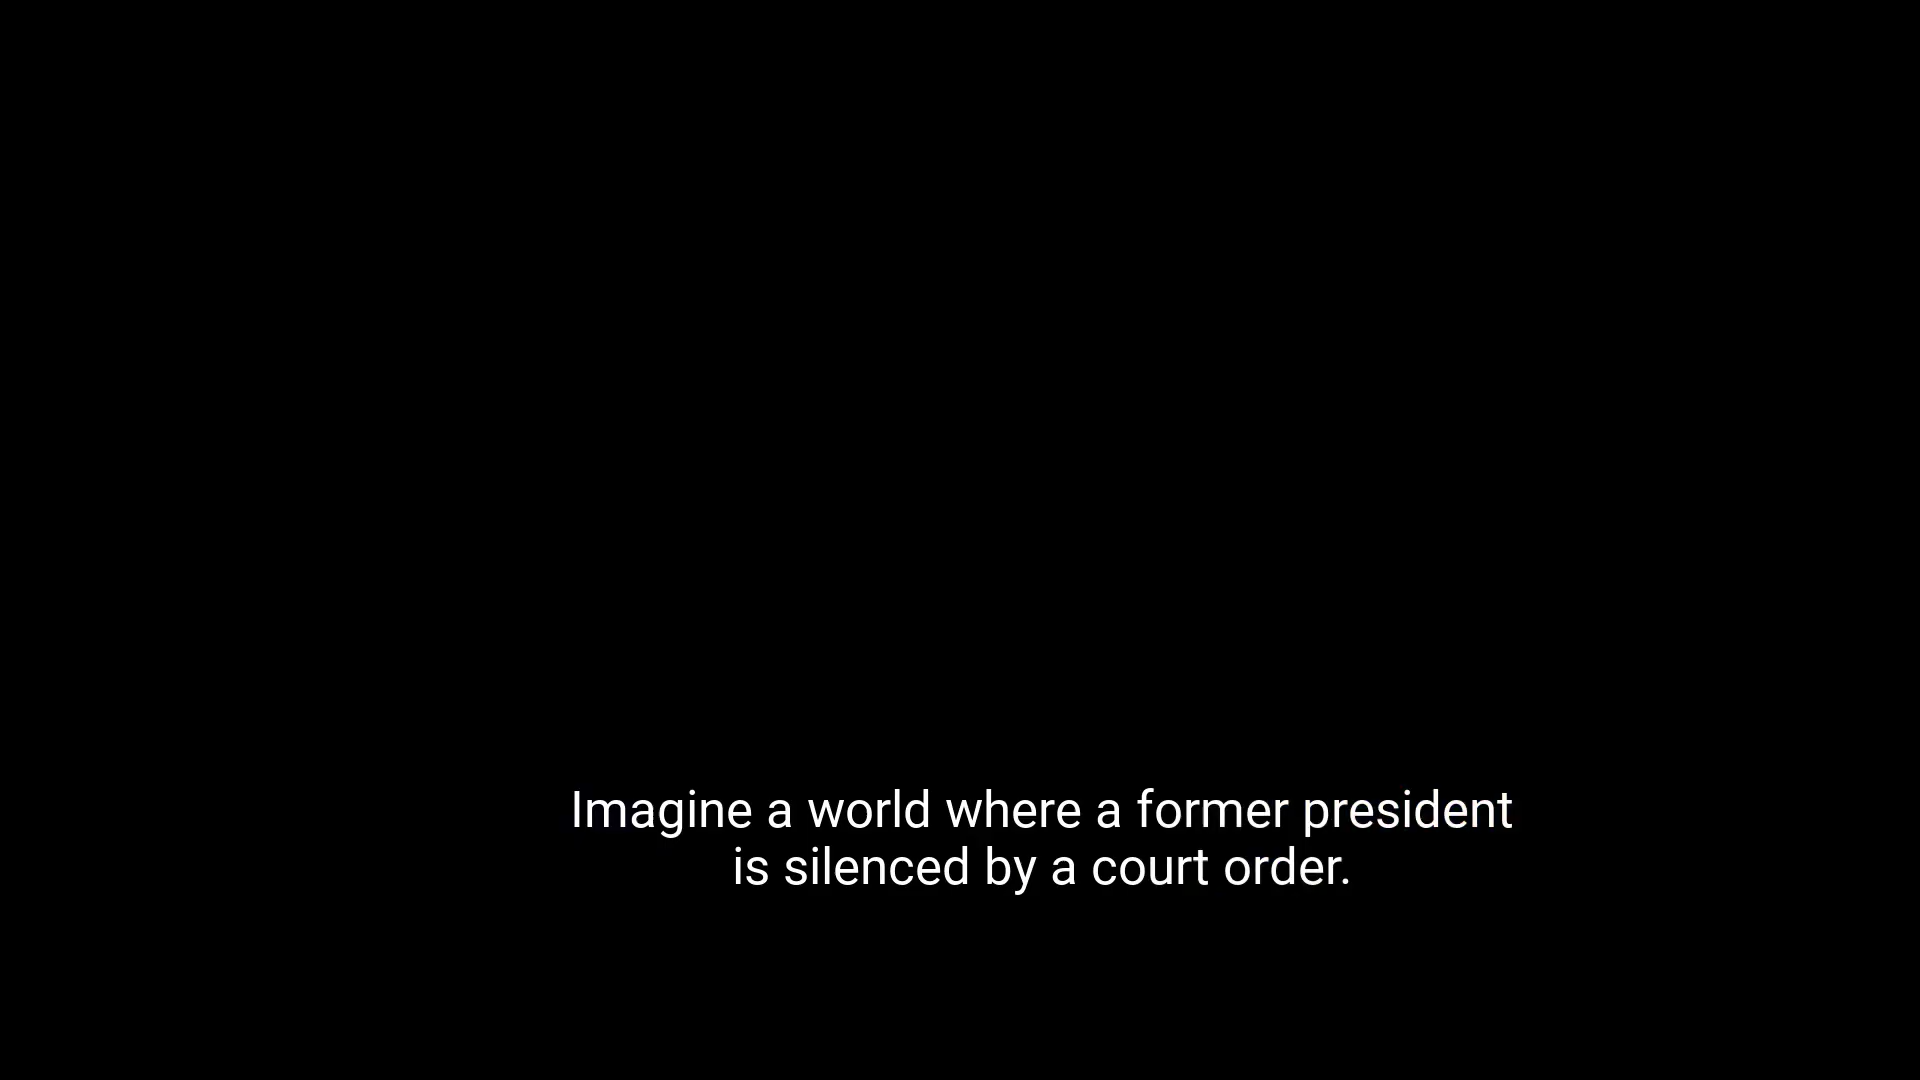 Imagine a world where a former president
is silenced by a court order.